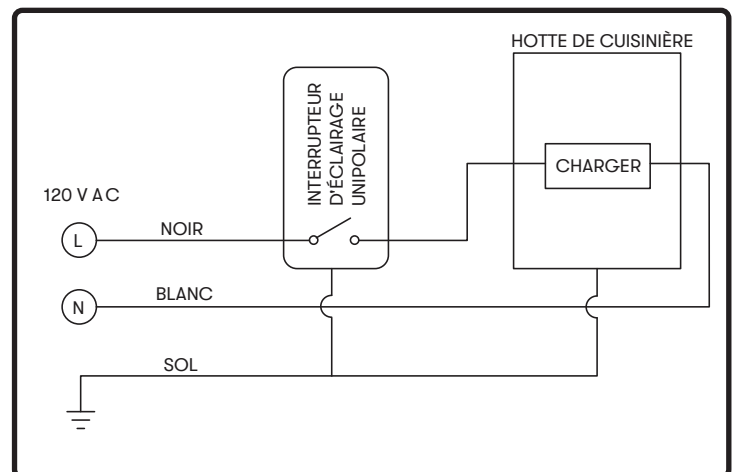 HOTTE DE CUISINIÈRE
INTERRUPTEUR
D'ÉCLAIRAGE
UNIPOLAIRE
CHARGER
120 V AC
L
NOIR
N
BLANC
SOL